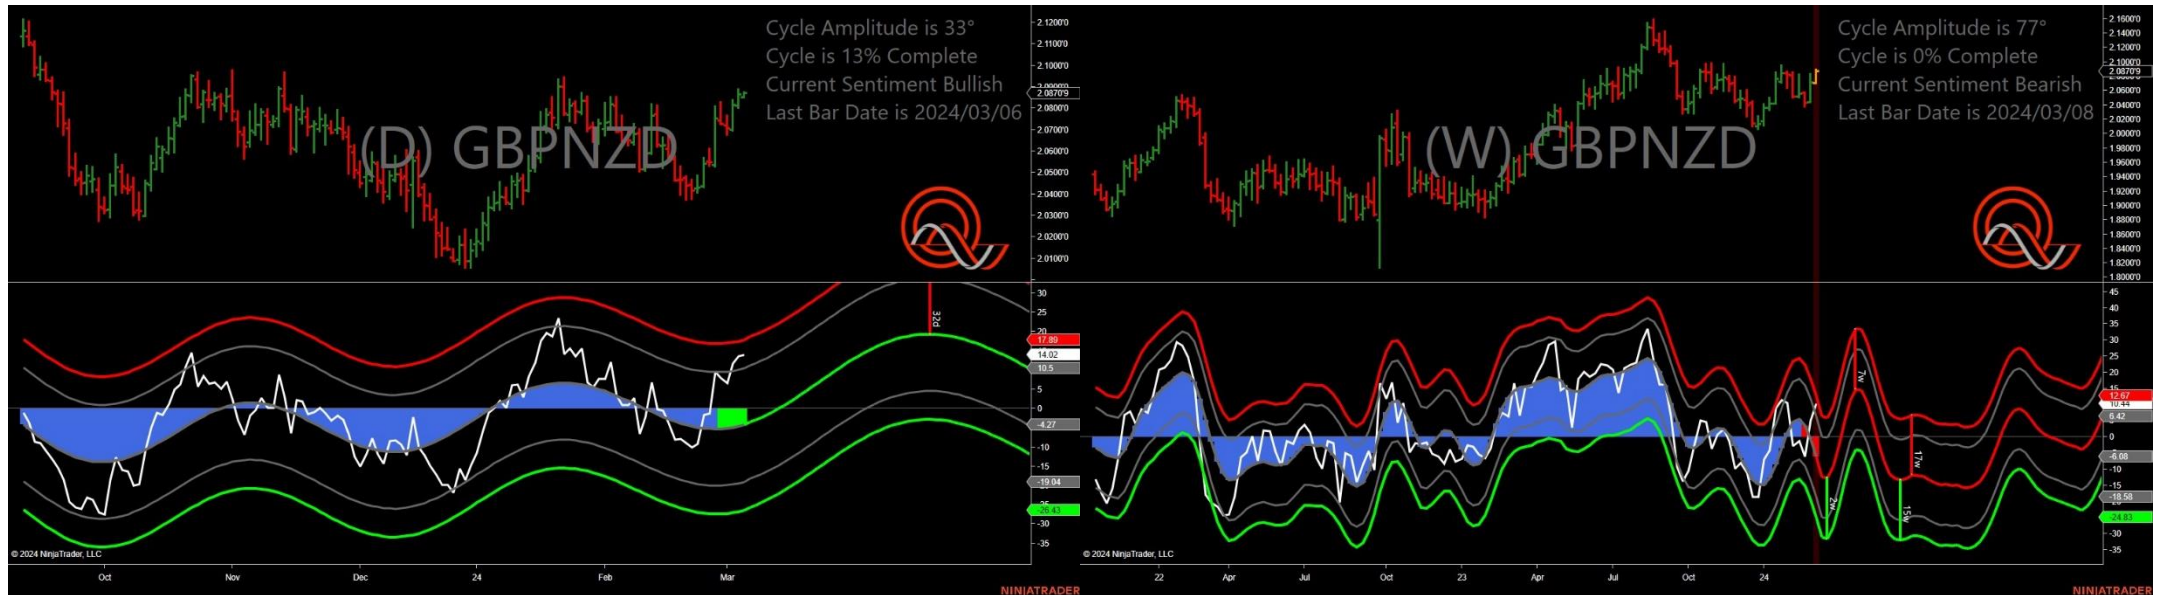 Cycle Amplitude is 33°
Cycle is 13% Complete
Current Sentiment Bullish
Last Bar Date is 2024/03/06
(D) GBPNZD
2.1200'0
2.1100'0
2.1000'0
2.0870'9
2.0800'0
2.0700'0
2.0600'0
2.0500'0
2.0400'0
2.0300'0
2.0200'0
2.0100'0
32d
30
25
20
17.89
14.02
10.5
5
0
-4.27
-10
-15
-19.04
-26.43
-30
-35
© 2024 NinjaTrader, LLC
Oct
Nov
Dec
24
Feb
Mar
NINJATRADER
Cycle Amplitude is 77°
Cycle is 0% Complete
Current Sentiment Bearish
Last Bar Date is 2024/03/08
(W) GBPNZD
2.1600'0
2.1400'0
2.1200'0
2.1000'0
2.0870'9
2.0600'0
2.0400'0
2.0200'0
2.0000'0
1.9800'0
1.9600'0
1.9400'0
1.9200'0
1.9000'0
1.8800'0
1.8600'0
1.8400'0
1.8200'0
1.8000'0
7w
17w
2w
15w
45
40
35
30
25
20
15
12.67
10.44
6.42
0
-6.08
-10
-15
-18.58
-24.83
-30
-35
© 2024 NinjaTrader, LLC
22
Apr
Jul
Oct
23
Apr
Jul
Oct
24
NINJATRADER